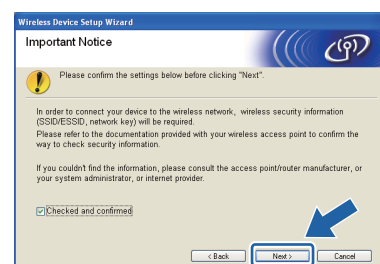 Wireless Device Setup Wizard
Important Notice
Please confirm the settings below before clicking "Next".
In order to connect your device to the wireless network, wireless security information
(SSID/ESSID, network key) will be required.
Please refer to the documentation provided with your wireless access point to confirm the
way to check security information.
If you couldn't find the information, please consult the access point/router manufacturer, or
your system administrator, or internet provider.
Checked and confirmed
< Back Next > Cancel